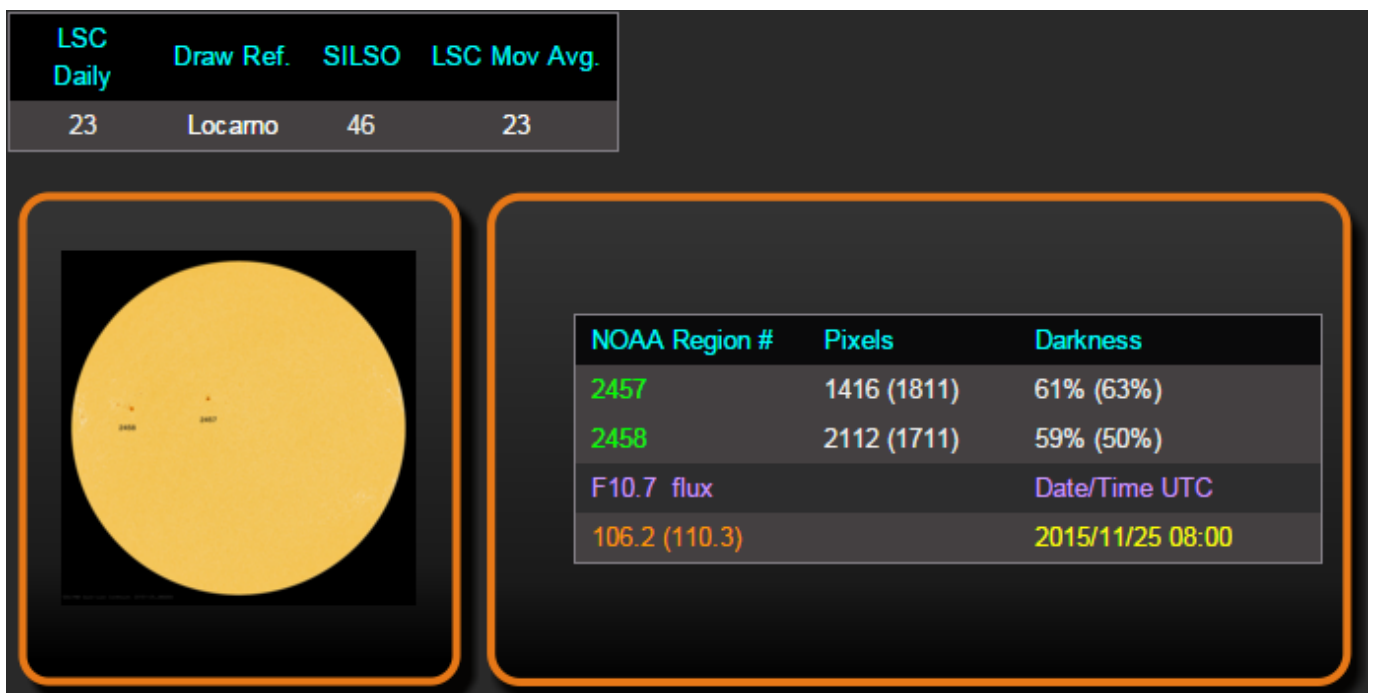 LSC Daily Draw Ref. SILSO LSC Mov Avg.
23 Locarno 46 23
2458 2457
NOAA Region # Pixels Darkness
2457 1416 (1811) 61% (63%)
2458 2112 (1711) 59% (50%)
F10.7 flux Date/Time UTC
106.2 (110.3) 2015/11/25 08:00